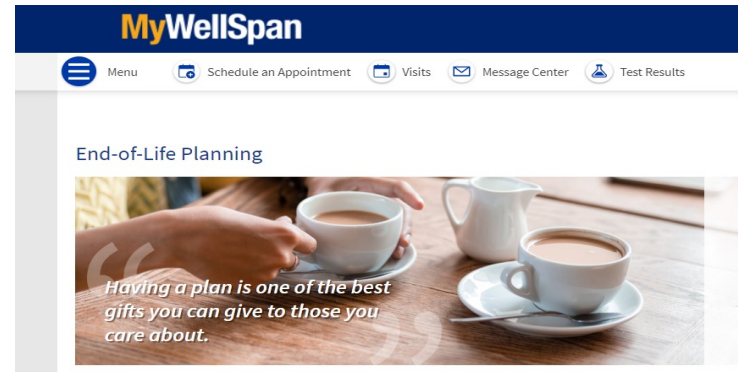 MyWellSpan
Menu Schedule an Appointment Visits Message Center Test Results
End-of-Life Planning
“
Having a plan is one of the best
gifts you can give to those you
care about.
”